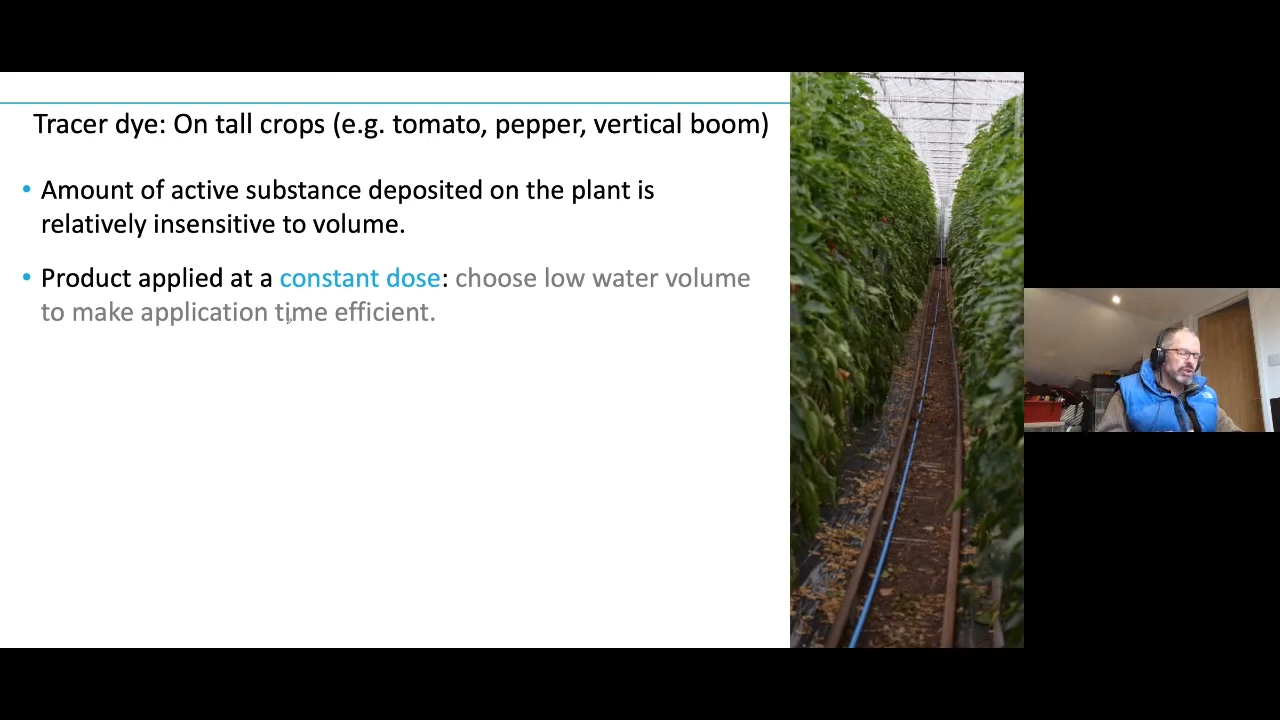 Tracer dye: On tall crops (e.g. tomato, pepper, vertical boom)
• Amount of active substance deposited on the plant is
relatively insensitive to volume.
• Product applied at a constant dose: choose low water volume
to make application time efficient.